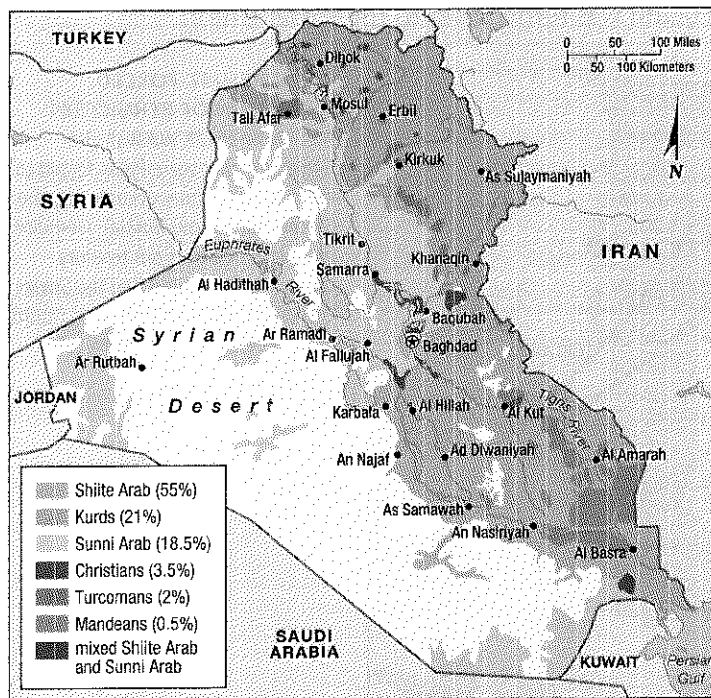 TURKEY
0 50 100 Miles
0 50 100 Kilometers
Dihok
Mosul
Tall Afar
Erbil
Kirkuk
As Sulaymaniyah
N
SYRIA
IRAN
Tikrit
Euphrates
River
Samarra
Khanaqin
Al Hadithah
Baqubah
Syrian
Ar Ramadi
Baghdad
Ar Rutbah
Al Fallujah
JORDAN
Desert
Karbala
Al Hillah
Al Kut
Tigris
River
An Najaf
Ad Diwaniyah
Al Amarah
Shiite Arab (55%)
Kurds (21%)
Sunni Arab (18.5%)
Christians (3.5%)
Turcomans (2%)
Mandeans (0.5%)
mixed Shiite Arab
and Sunni Arab
As Samawah
An Nasiriyah
Al Basra
SAUDI
ARABIA
KUWAIT
Persian
Gulf